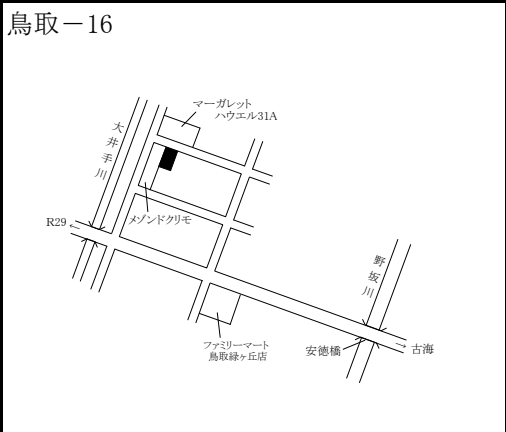 鳥取－16
マーガレット
ハウエル31A
大井手川
R29
メゾンドクリモ
野坂川
ファミリーマート
鳥取緑ヶ丘店
安徳橋
古海